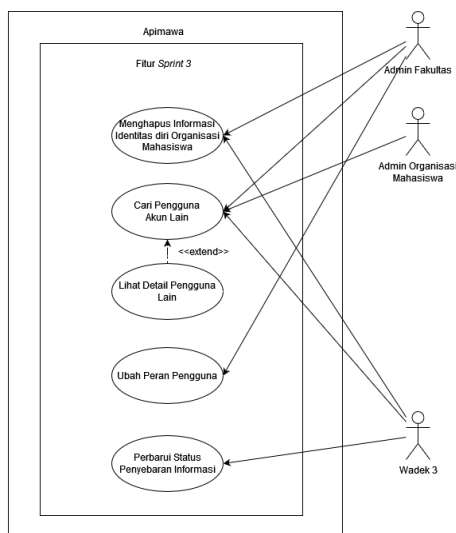 Apimawa
Fitur Sprint 3
Menghapus Informasi
Identitas diri Organisasi
Mahasiswa
Cari Pengguna
Akun Lain
<<extend>>
Lihat Detail Pengguna
Lain
Ubah Peran Pengguna
Perbarui Status
Penyebaran Informasi
Admin Fakultas
Admin Organisasi
Mahasiswa
Wadek 3